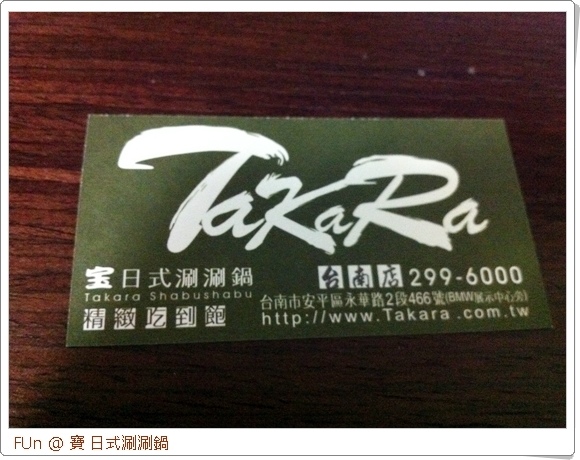 TaKaRa
宝日式涮涮鍋
Takara Shabushabu
精緻吃到飽
台南店 299-6000
台南市安平區永華路2段466號(BMW展示中心旁)
http://www.Takara.com.tw
FUn @ 寶 日式涮涮鍋